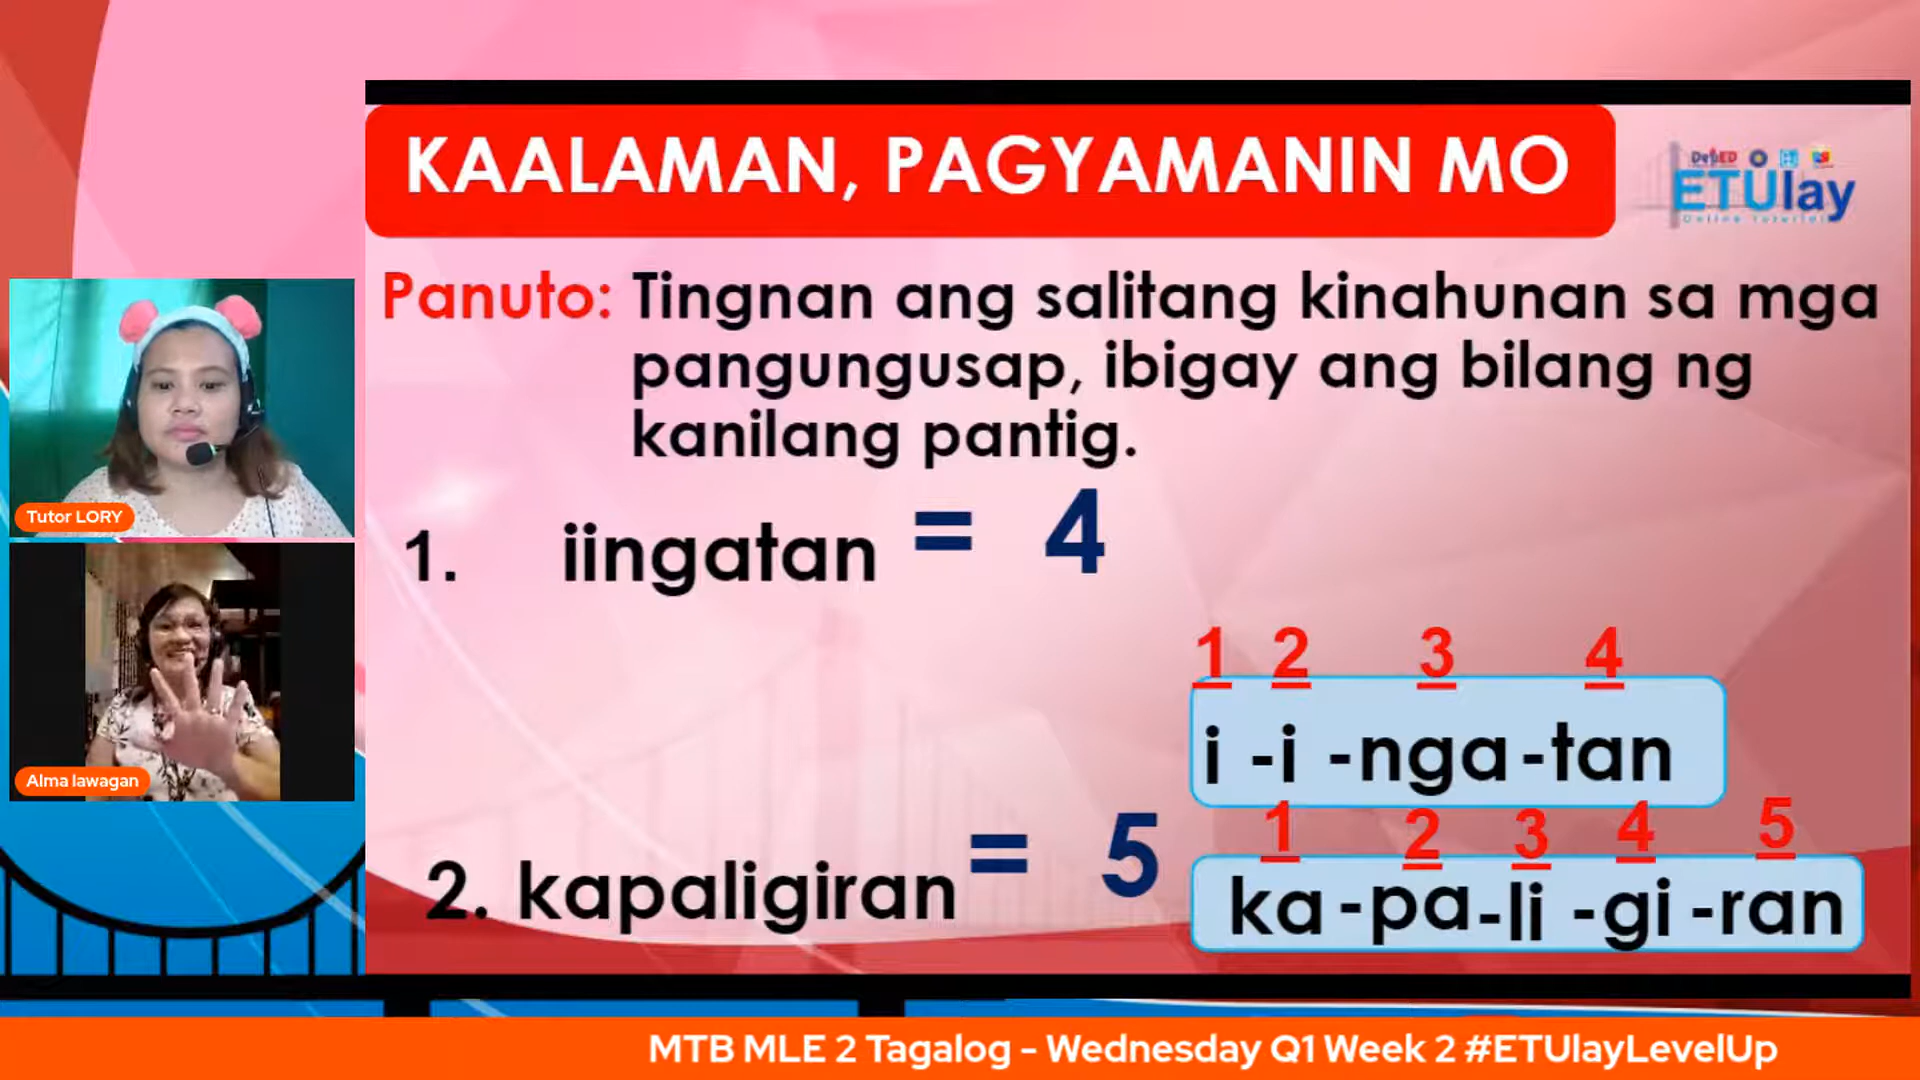 KAALAMAN, PAGYAMANIN MO
DepED
ETUlay
Online Tutorial
Panuto: Tingnan ang salitang kinahunan sa mga
pangungusap, ibigay ang bilang ng
kanilang pantig.
1. iingatan = 4
1 2 3 4
i -i -nga -tan
2. kapaligiran = 5
1 2 3 4 5
ka -pa -li -gi -ran
Tutor LORY
Alma lawagan
MTB MLE 2 Tagalog - Wednesday Q1 Week 2 #ETUlayLevelUp